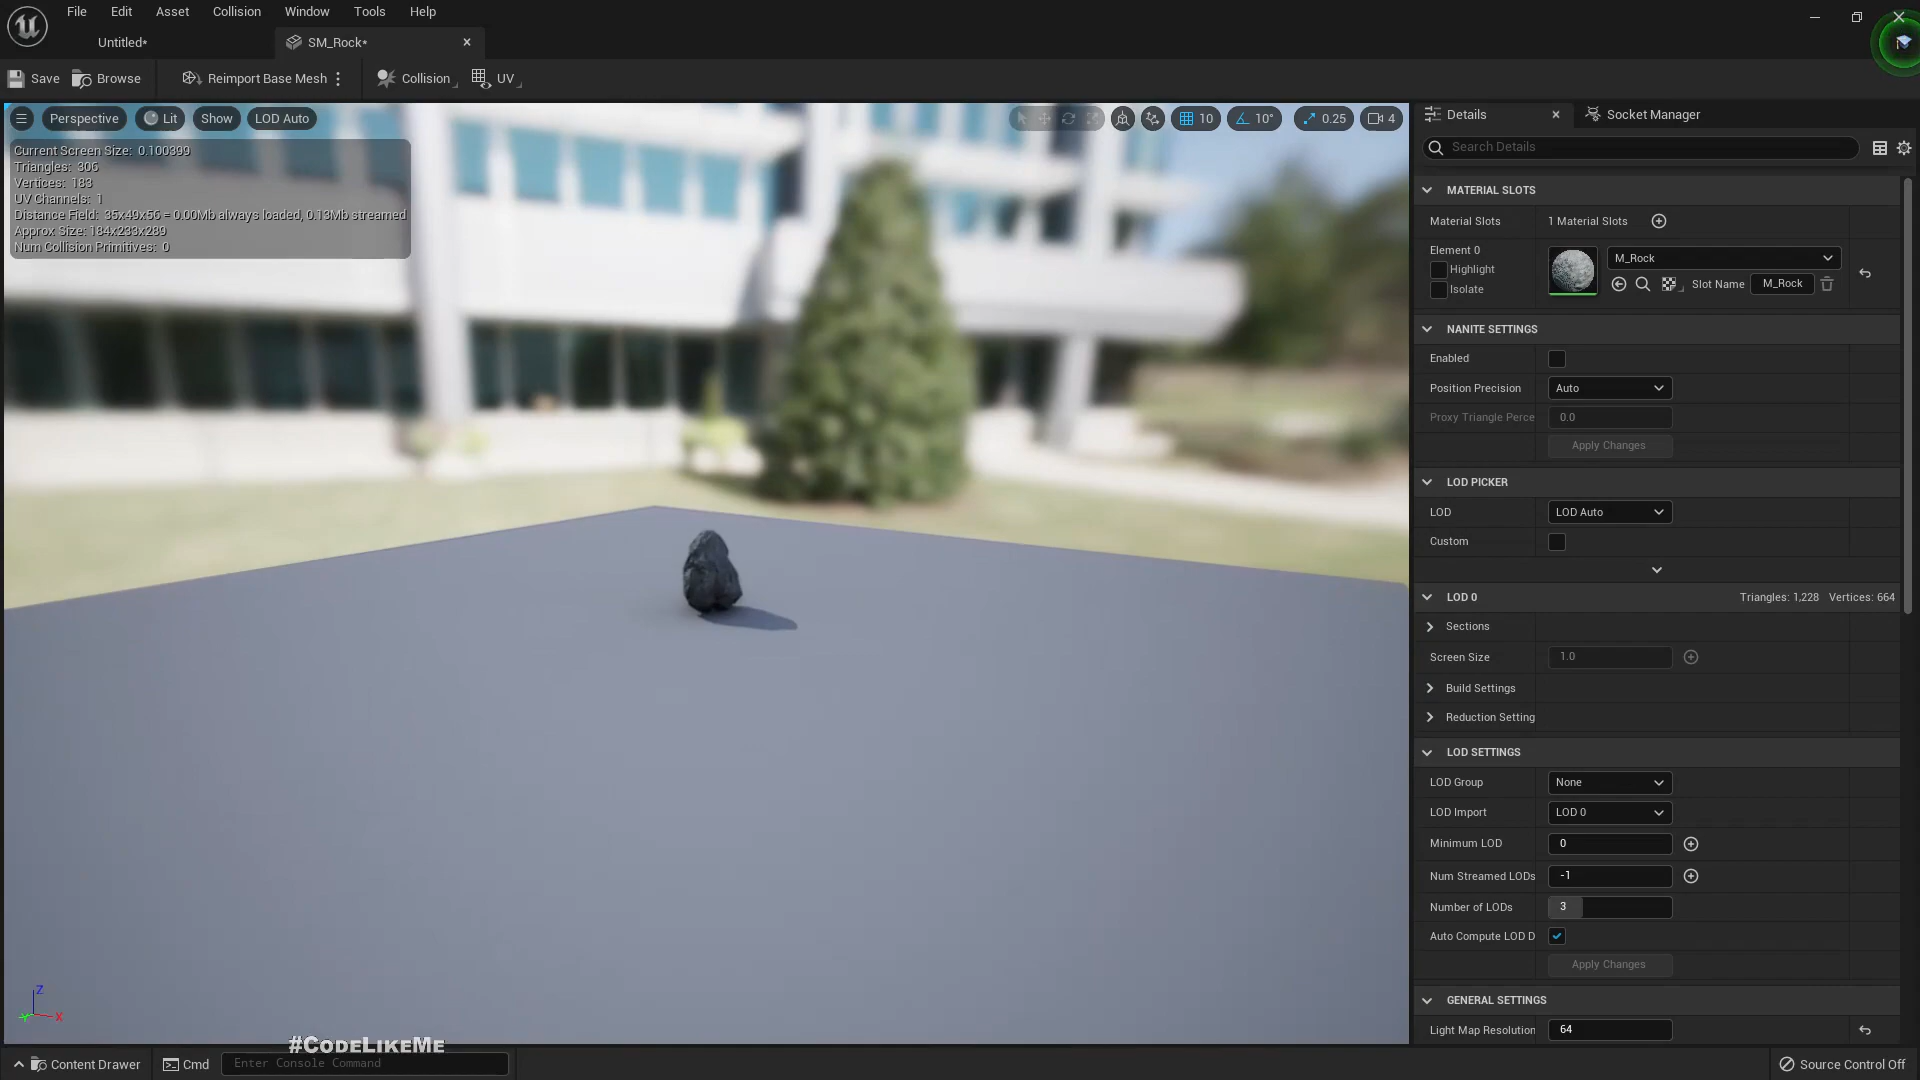 File Edit Asset Collision Window Tools Help
Untitled*
SM_Rock*
Save Browse Reimport Base Mesh Collision UV
Perspective Lit Show LOD Auto
10 10° 0.25 4
Current Screen Size: 0.100399
Triangles: 306
Vertices: 183
UV Channels: 1
Distance Field: 35x49x56 = 0.00Mb always loaded, 0.13Mb streamed
Approx Size: 184x233x289
Num Collision Primitives: 0
Z
Y X
Details Socket Manager
Search Details
MATERIAL SLOTS
Material Slots 1 Material Slots
Element 0
Highlight
Isolate
M_Rock
Slot Name M_Rock
NANITE SETTINGS
Enabled
Position Precision Auto
Proxy Triangle Perce 0.0
Apply Changes
LOD PICKER
LOD LOD Auto
Custom
LOD 0 Triangles: 1,228 Vertices: 664
Sections
Screen Size 1.0
Build Settings
Reduction Setting
LOD SETTINGS
LOD Group None
LOD Import LOD 0
Minimum LOD 0
Num Streamed LODs -1
Number of LODs 3
Auto Compute LOD D
Apply Changes
GENERAL SETTINGS
Light Map Resolution 64
#CodeLikeMe
Content Drawer Cmd Enter Console Command
Source Control Off